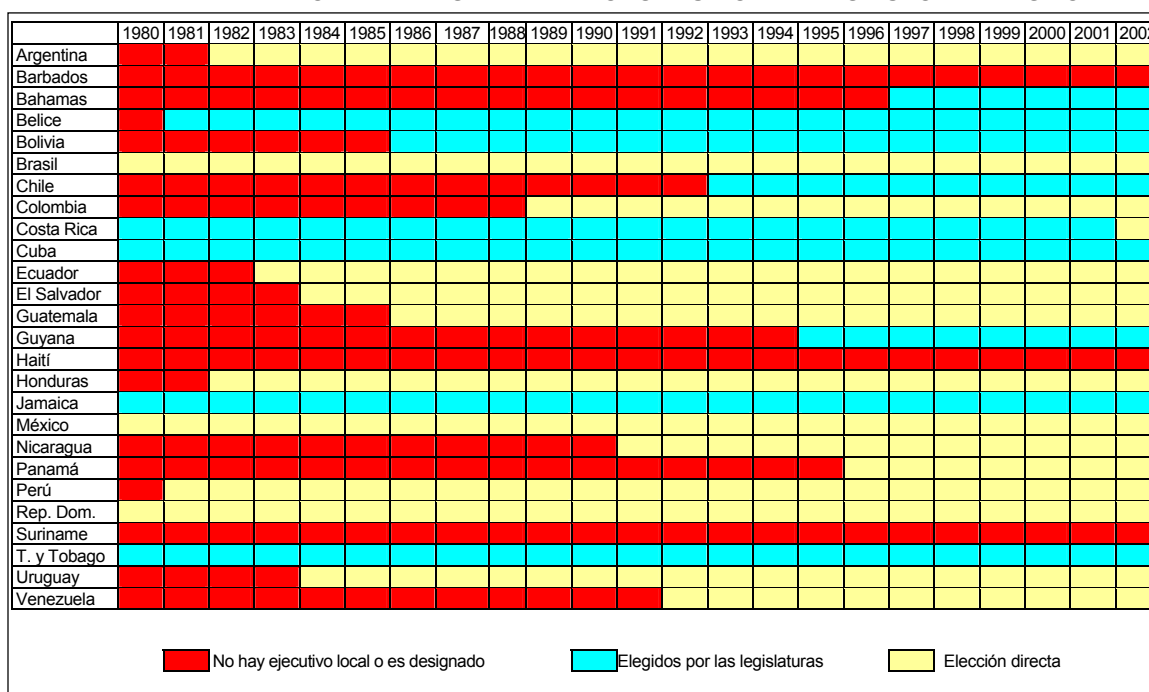 1980 1981 1982 1983 1984 1985 1986 1987 1988 1989 1990 1991 1992 1993 1994 1995 1996 1997 1998 1999 2000 2001 2002
Argentina
Barbados
Bahamas
Belice
Bolivia
Brasil
Chile
Colombia
Costa Rica
Cuba
Ecuador
El Salvador
Guatemala
Guyana
Haití
Honduras
Jamaica
México
Nicaragua
Panamá
Perú
Rep. Dom.
Suriname
T. y Tobago
Uruguay
Venezuela
No hay ejecutivo local o es designado Elegidos por las legislaturas Elección directa